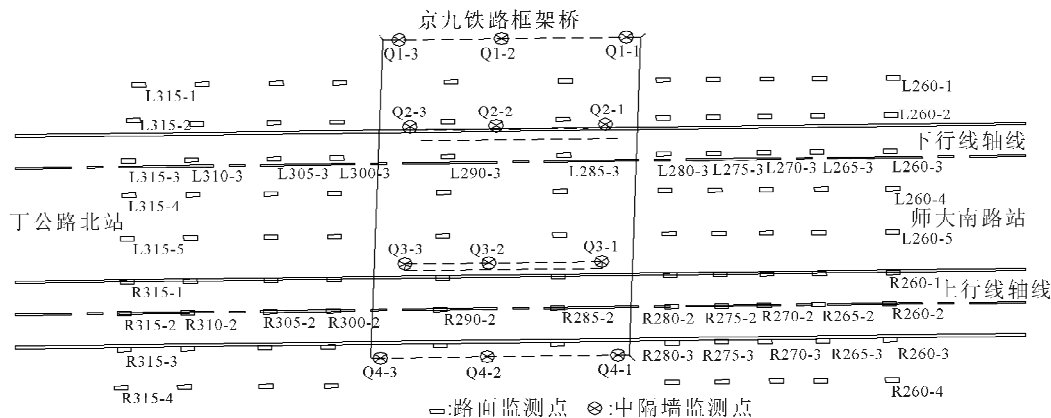 京九铁路框架桥
Q1-3 Q1-2 Q1-1
L315-1 L260-1
Q2-3 Q2-2 Q2-1
L315-2 L260-2
下行线轴线
L315-3 L310-3 L305-3 L300-3 L290-3 L285-3 L280-3 L275-3 L270-3 L265-3 L260-3
L315-4 L260-4
丁公路北站 师大南路站
L315-5 L260-5
Q3-3 Q3-2 Q3-1
R315-1 R260-1
上行线轴线
R315-2 R310-2 R305-2 R300-2 R290-2 R285-2 R280-2 R275-2 R270-2 R265-2 R260-2
R315-3 R280-3 R275-3 R270-3 R265-3 R260-3
Q4-3 Q4-2 Q4-1
R315-4 R260-4
:路面监测点 :中隔墙监测点